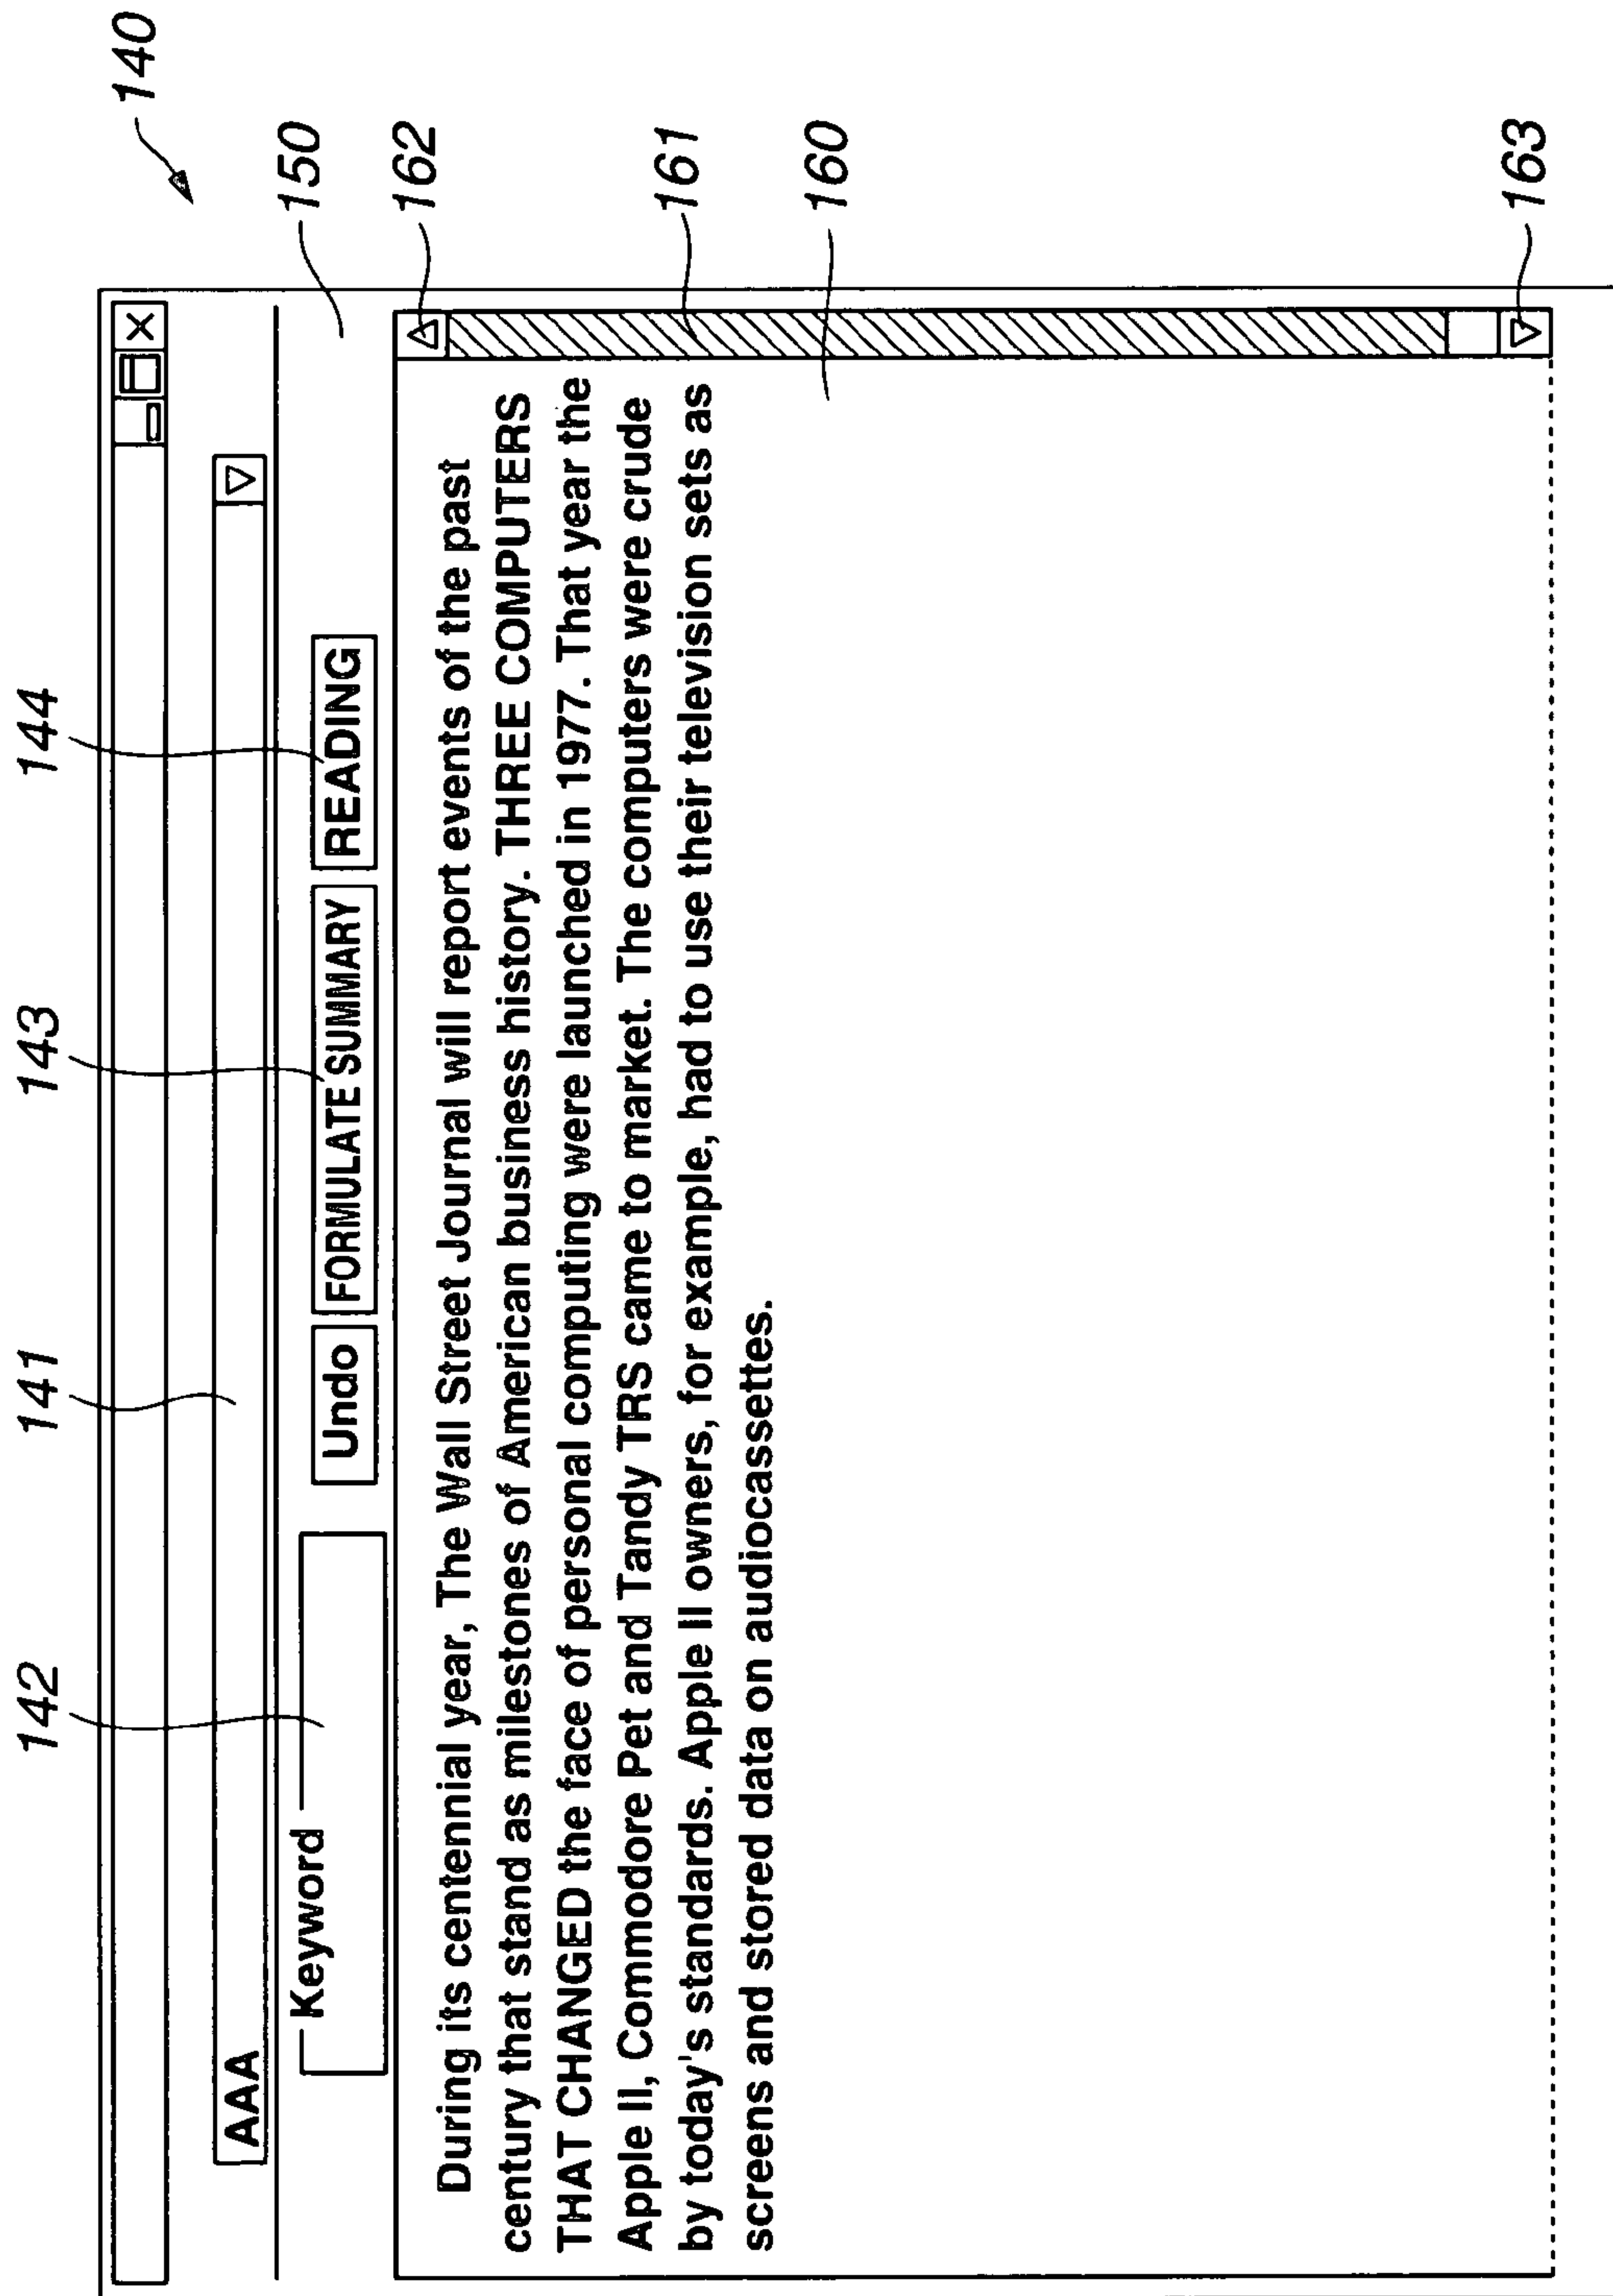 142 141 143 144
140
X
AAA
150
Keyword
Undo FORMULATE SUMMARY READING
162
During its centennial year, The Wall Street Journal will report events of the past
century that stand as milestones of American business history. THREE COMPUTERS
THAT CHANGED the face of personal computing were launched in 1977. That year the
Apple II, Commodore Pet and Tandy TRS came to market. The computers were crude
by today's standards. Apple II owners, for example, had to use their television sets as
screens and stored data on audiocassettes.
161
160
163